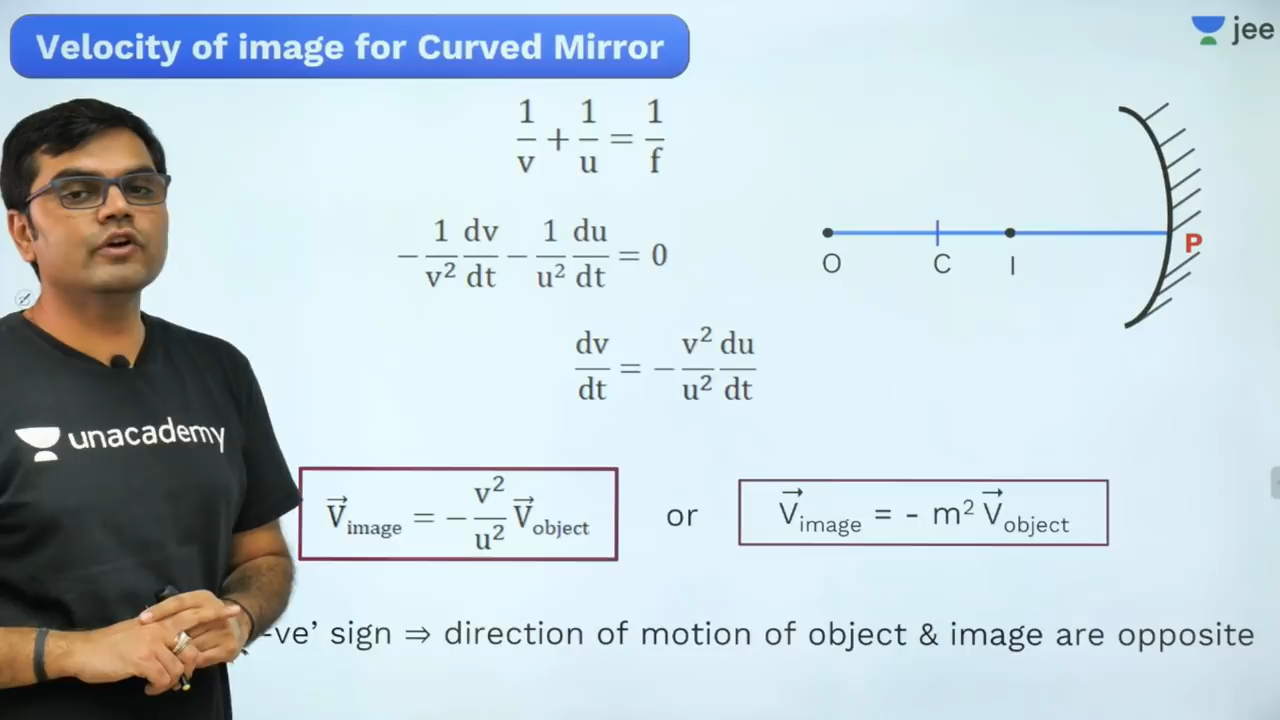 Velocity of image for Curved Mirror
jee
1/v + 1/u = 1/f
- 1/v² dv/dt - 1/u² du/dt = 0
dv/dt = - v²/u² du/dt
O C I P
unacademy
V⃗image = - v²/u² V⃗object or V⃗image = - m² V⃗object
-ve’ sign ⇒ direction of motion of object & image are opposite